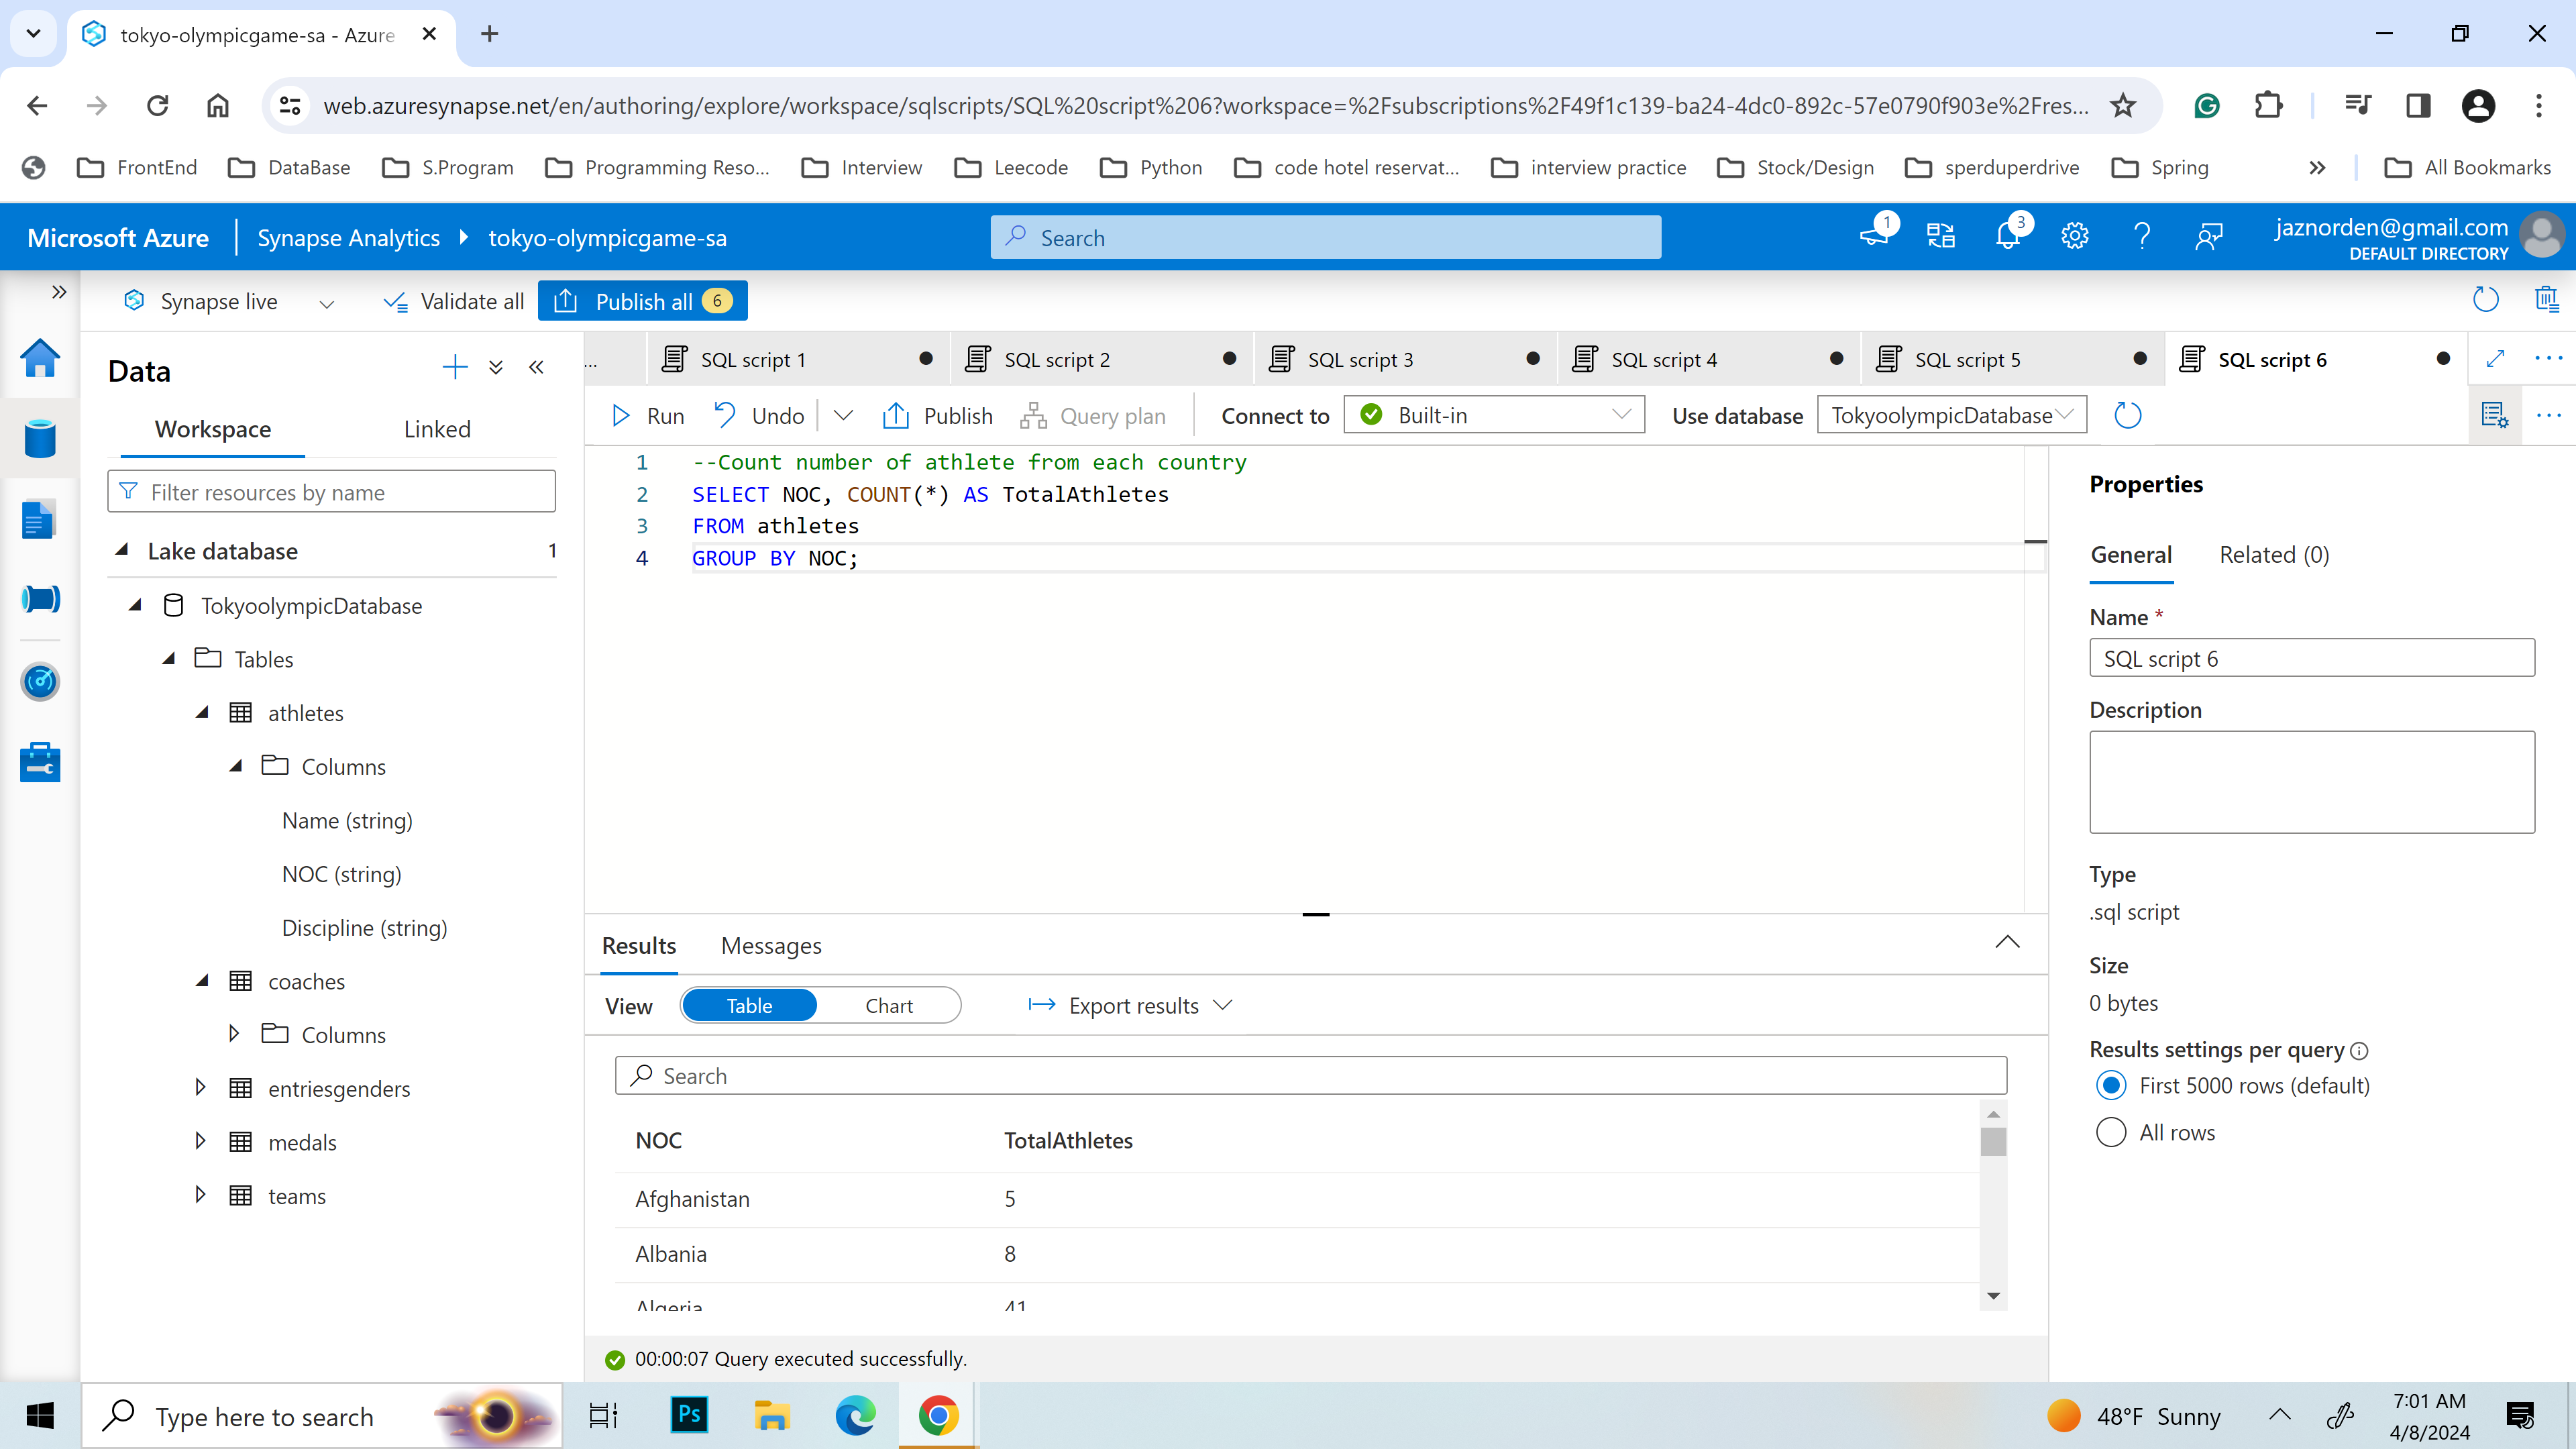 tokyo-olympicgame-sa - Azure
web.azuresynapse.net/en/authoring/explore/workspace/sqlscripts/SQL%20script%206?workspace=%2Fsubscriptions%2F49f1c139-ba24-4dc0-892c-57e0790f903e%2Fres...
FrontEnd DataBase S.Program Programming Reso... Interview Leecode Python code hotel reservat... interview practice Stock/Design sperduperdrive Spring » All Bookmarks
Microsoft Azure Synapse Analytics tokyo-olympicgame-sa Search 1 3 jaznorden@gmail.com
DEFAULT DIRECTORY
Synapse live Validate all Publish all 6
Data
... SQL script 1 SQL script 2 SQL script 3 SQL script 4 SQL script 5 SQL script 6
Run Undo Publish Query plan Connect to Built-in Use database TokyoolympicDatabase
Workspace Linked
Filter resources by name
Lake database 1
TokyoolympicDatabase
Tables
athletes
Columns
Name (string)
NOC (string)
Discipline (string)
coaches
Columns
entriesgenders
medals
teams
1 --Count number of athlete from each country
2 SELECT NOC, COUNT(*) AS TotalAthletes
3 FROM athletes
4 GROUP BY NOC;
Results Messages
View Table Chart Export results
Search
NOC TotalAthletes
Afghanistan 5
Albania 8
Algeria 41
00:00:07 Query executed successfully.
Properties
General Related (0)
Name *
SQL script 6
Description
Type
.sql script
Size
0 bytes
Results settings per query
First 5000 rows (default)
All rows
Type here to search Ps 48°F Sunny 7:01 AM
4/8/2024